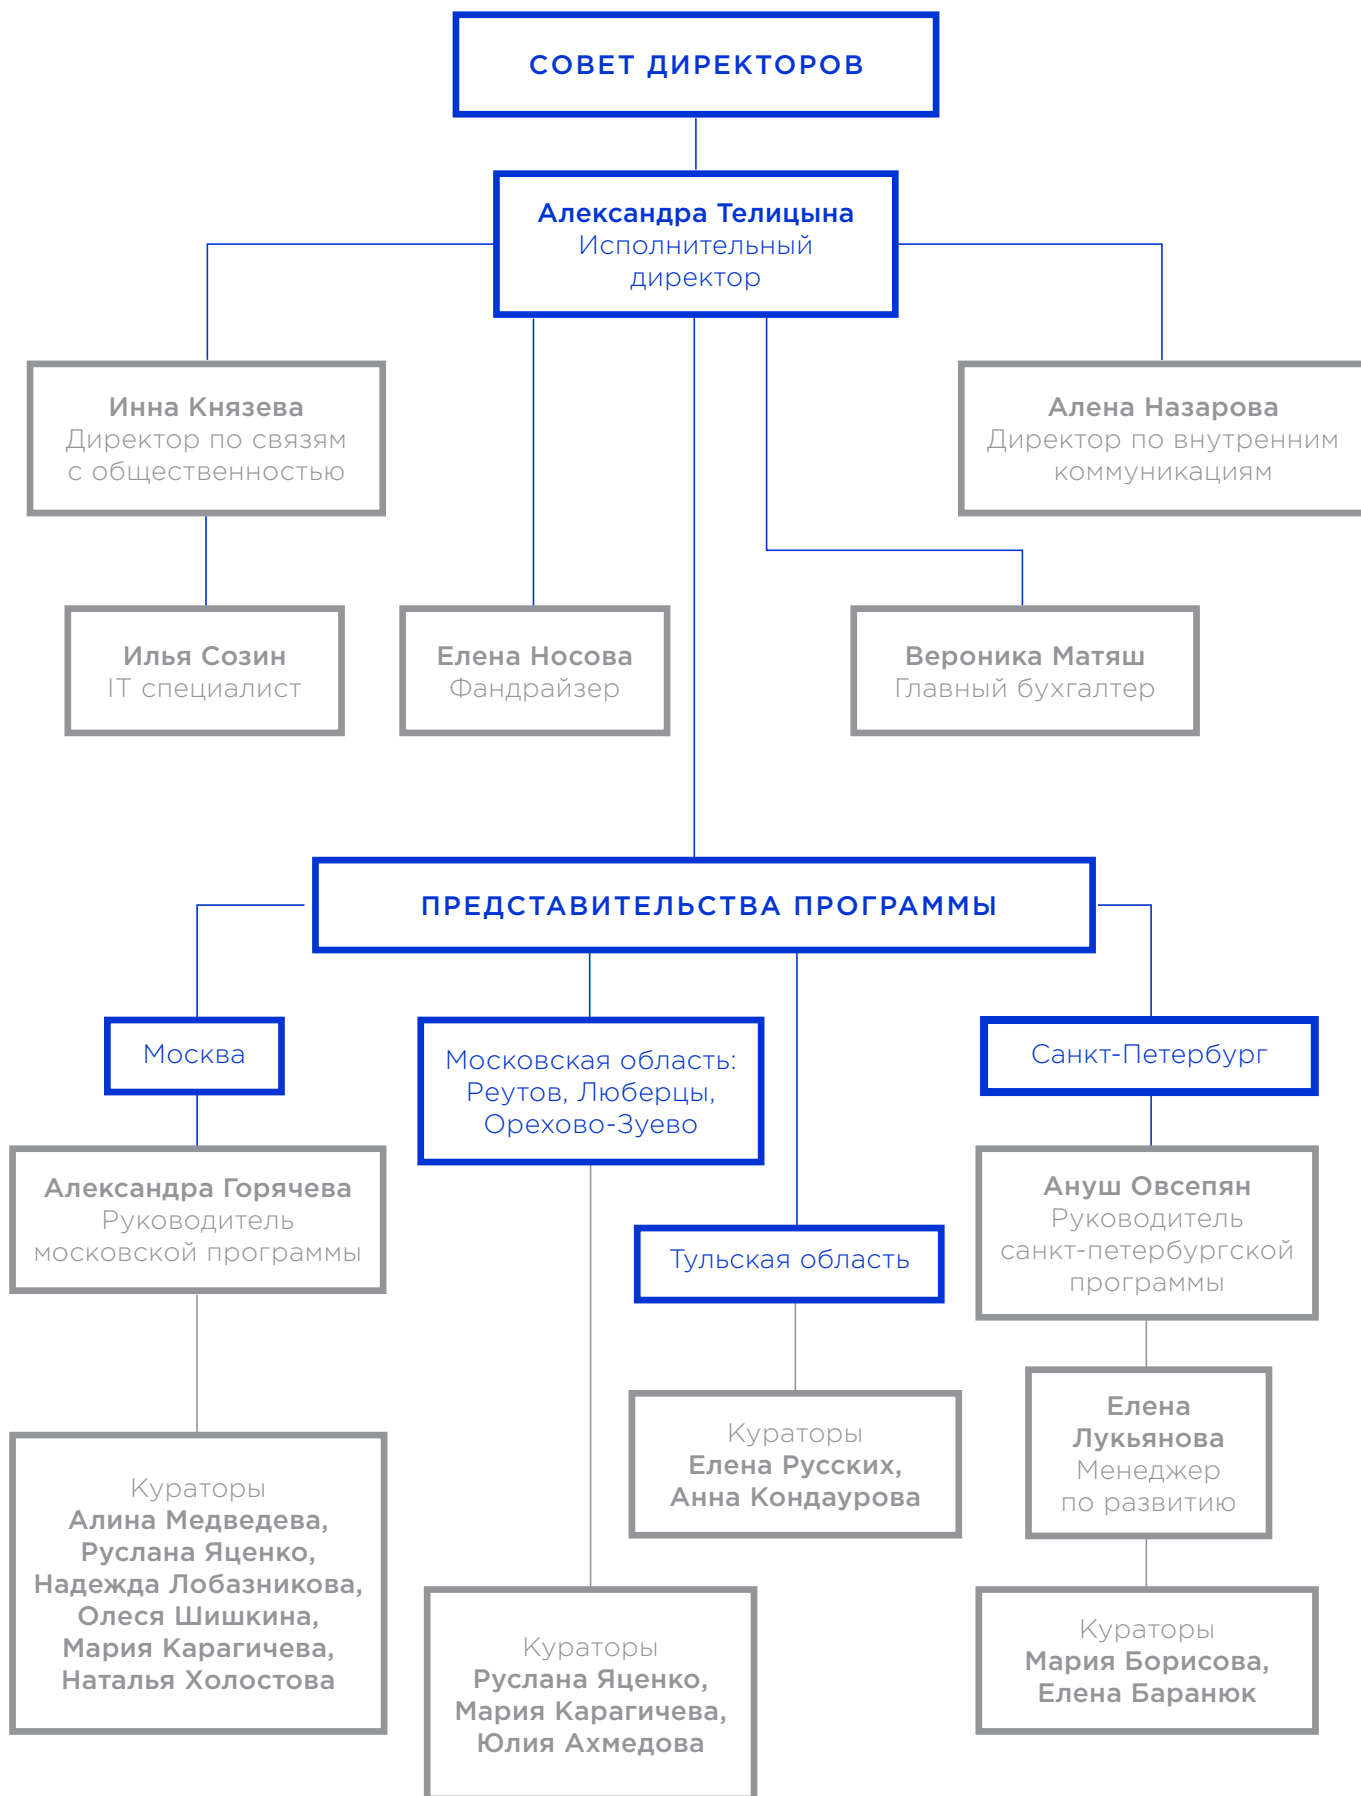 СОВЕТ ДИРЕКТОРОВ
Александра Телицына
Исполнительный
директор
Инна Князева
Директор по связям
с общественностью
Алена Назарова
Директор по внутренним
коммуникациям
Илья Созин
IT специалист
Елена Носова
Фандрайзер
Вероника Матяш
Главный бухгалтер
ПРЕДСТАВИТЕЛЬСТВА ПРОГРАММЫ
Москва
Московская область:
Реутов, Люберцы,
Орехово-Зуево
Санкт-Петербург
Александра Горячева
Руководитель
московской программы
Ануш Овсепян
Руководитель
санкт-петербургской
программы
Тульская область
Кураторы
Елена Русских,
Анна Кондаурова
Елена
Лукьянова
Менеджер
по развитию
Кураторы
Алина Медведева,
Руслана Яценко,
Надежда Лобазникова,
Олеся Шишкина,
Мария Карагичева,
Наталья Холостова
Кураторы
Руслана Яценко,
Мария Карагичева,
Юлия Ахмедова
Кураторы
Мария Борисова,
Елена Баранюк